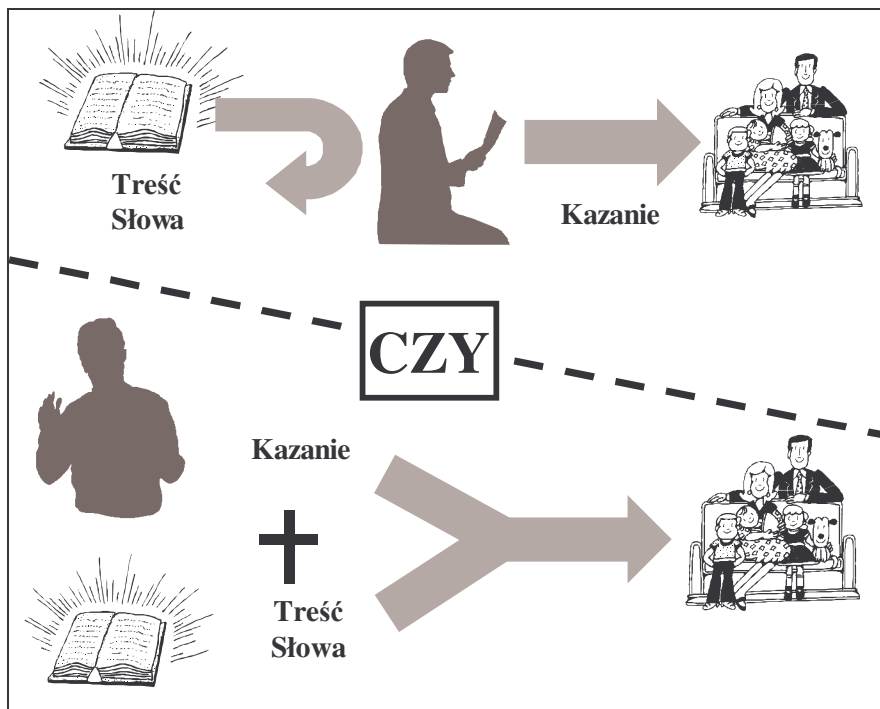 Treść
Słowa
Kazanie
CZY
Kazanie
Treść
Słowa